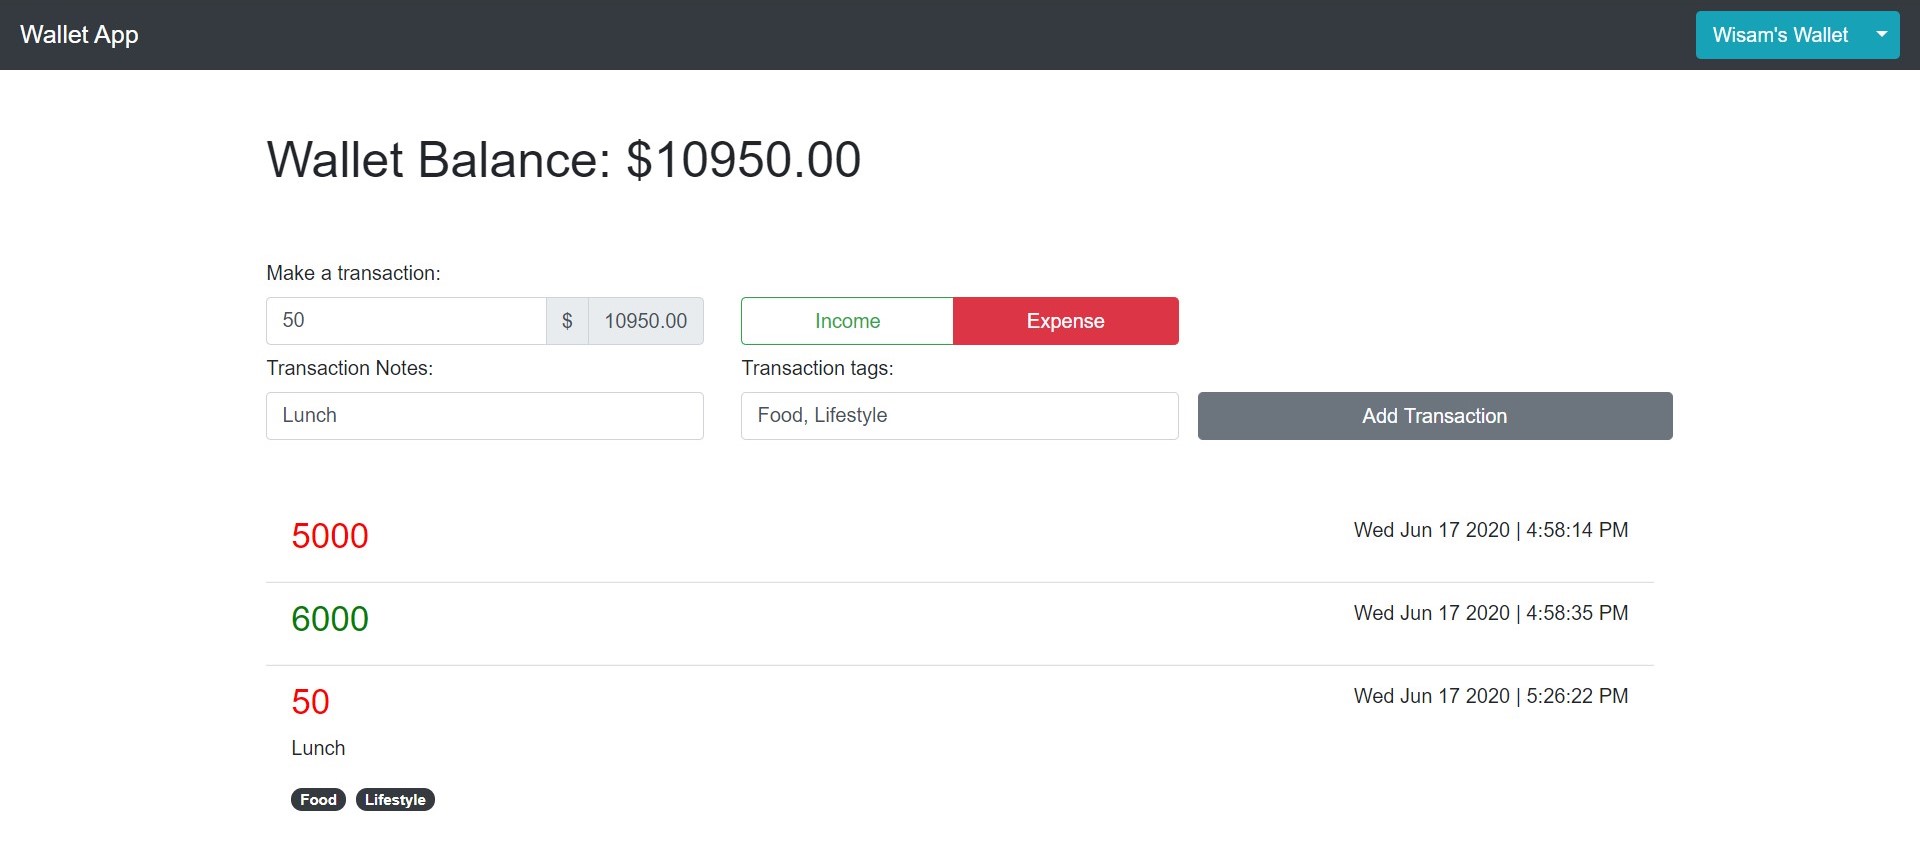 Wallet App
Wisam's Wallet
Wallet Balance: $10950.00
Make a transaction:
50 $ 10950.00 Income Expense
Transaction Notes: Transaction tags:
Lunch Food, Lifestyle Add Transaction
5000 Wed Jun 17 2020 | 4:58:14 PM
6000 Wed Jun 17 2020 | 4:58:35 PM
50 Wed Jun 17 2020 | 5:26:22 PM
Lunch
Food Lifestyle